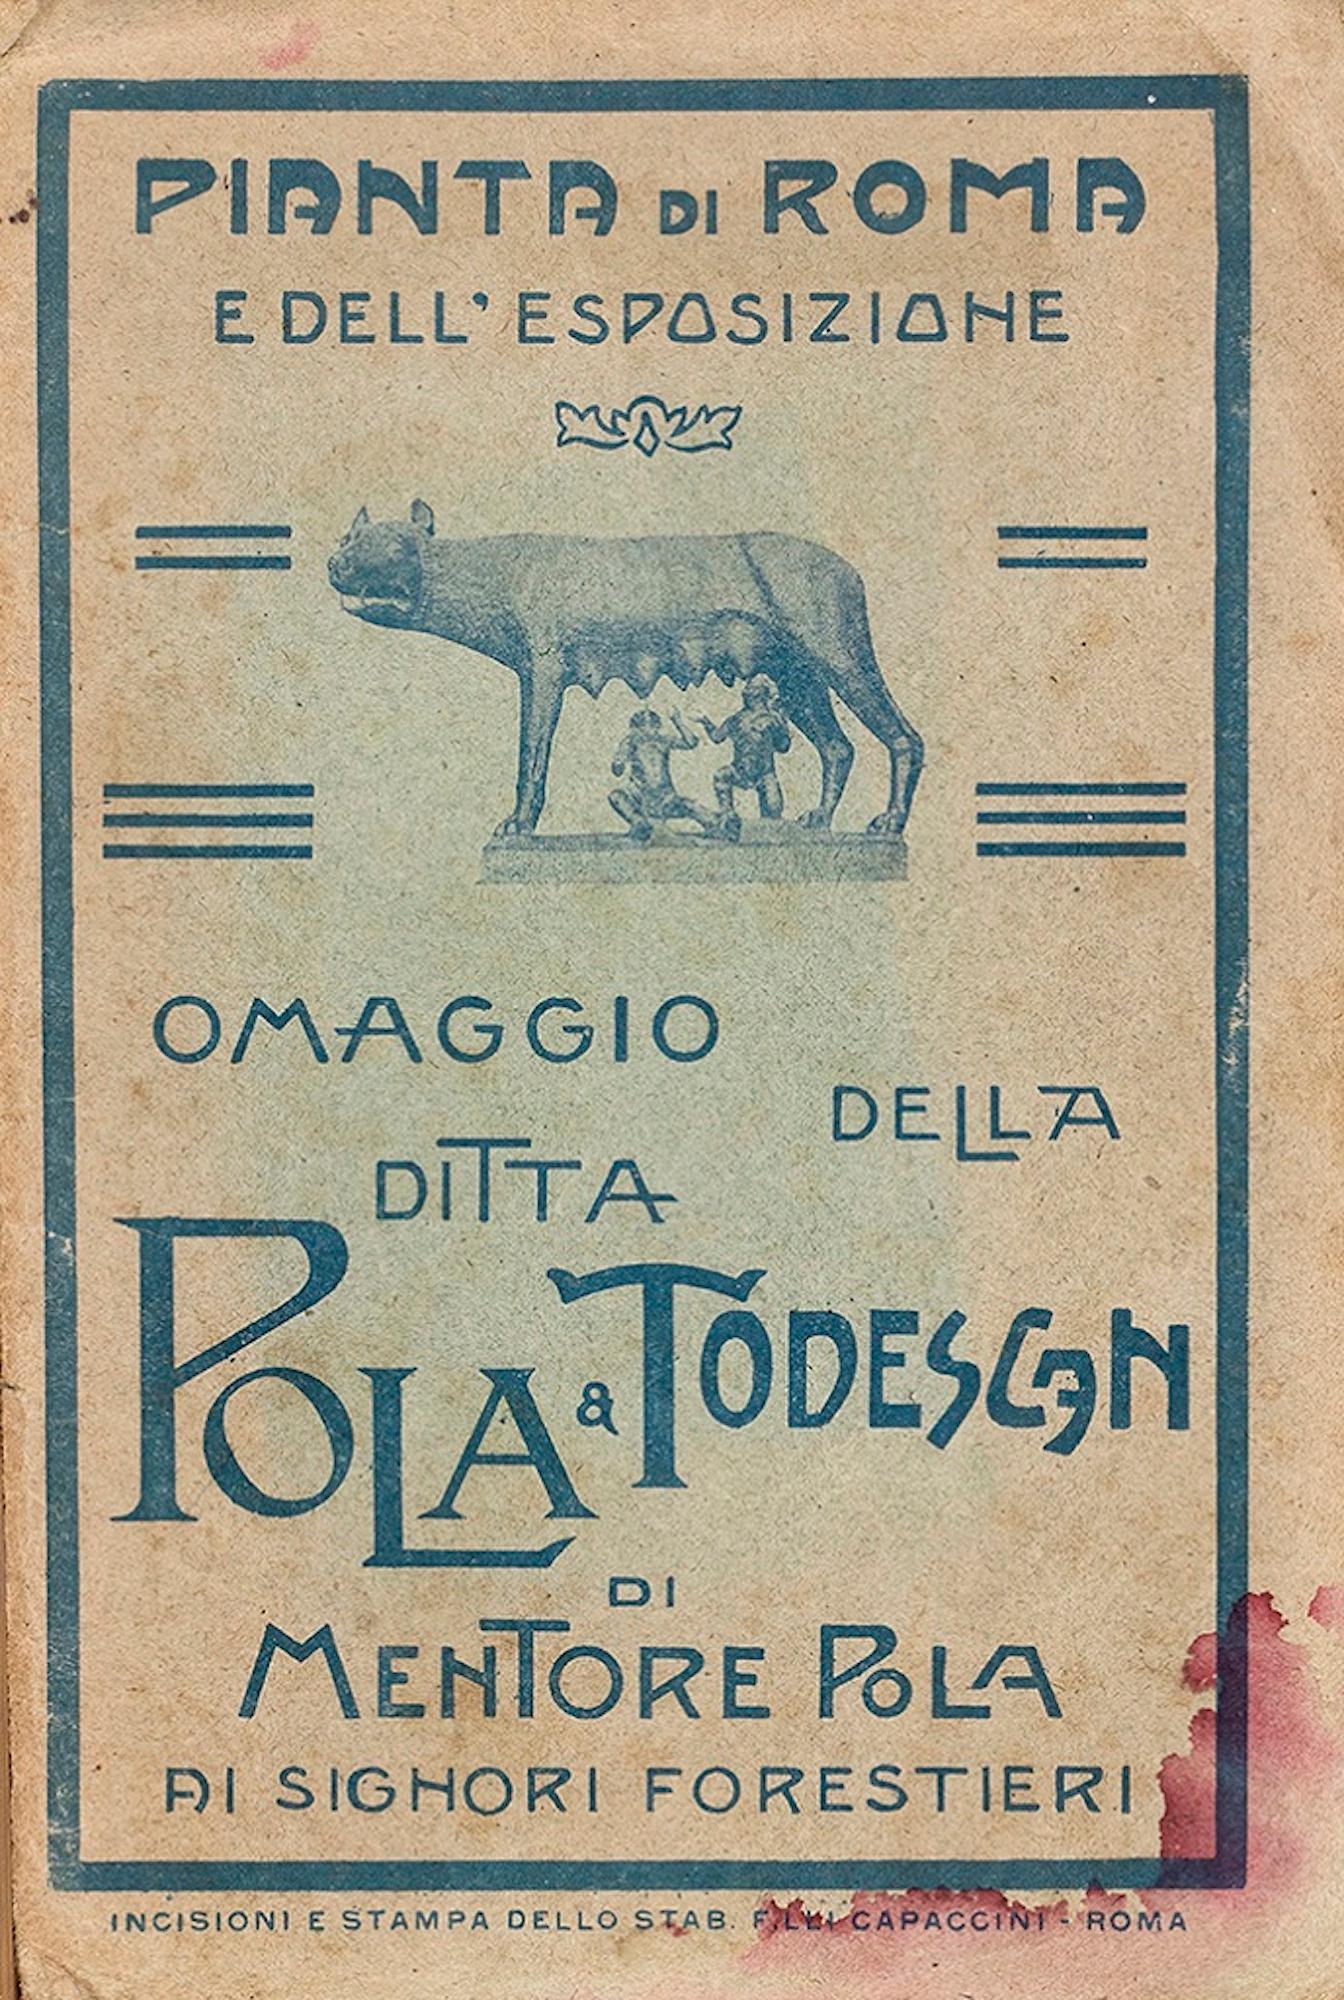 PIANTA DI ROMA
E DELL'ESPOSIZIONE
OMAGGIO
DELLA
DITTA
POLA & TODESCAN
DI
MENTORE POLA
AI SIGNORI FORESTIERI
INCISIONI E STAMPA DELLO STAB. F.LLI CAPACCINI - ROMA